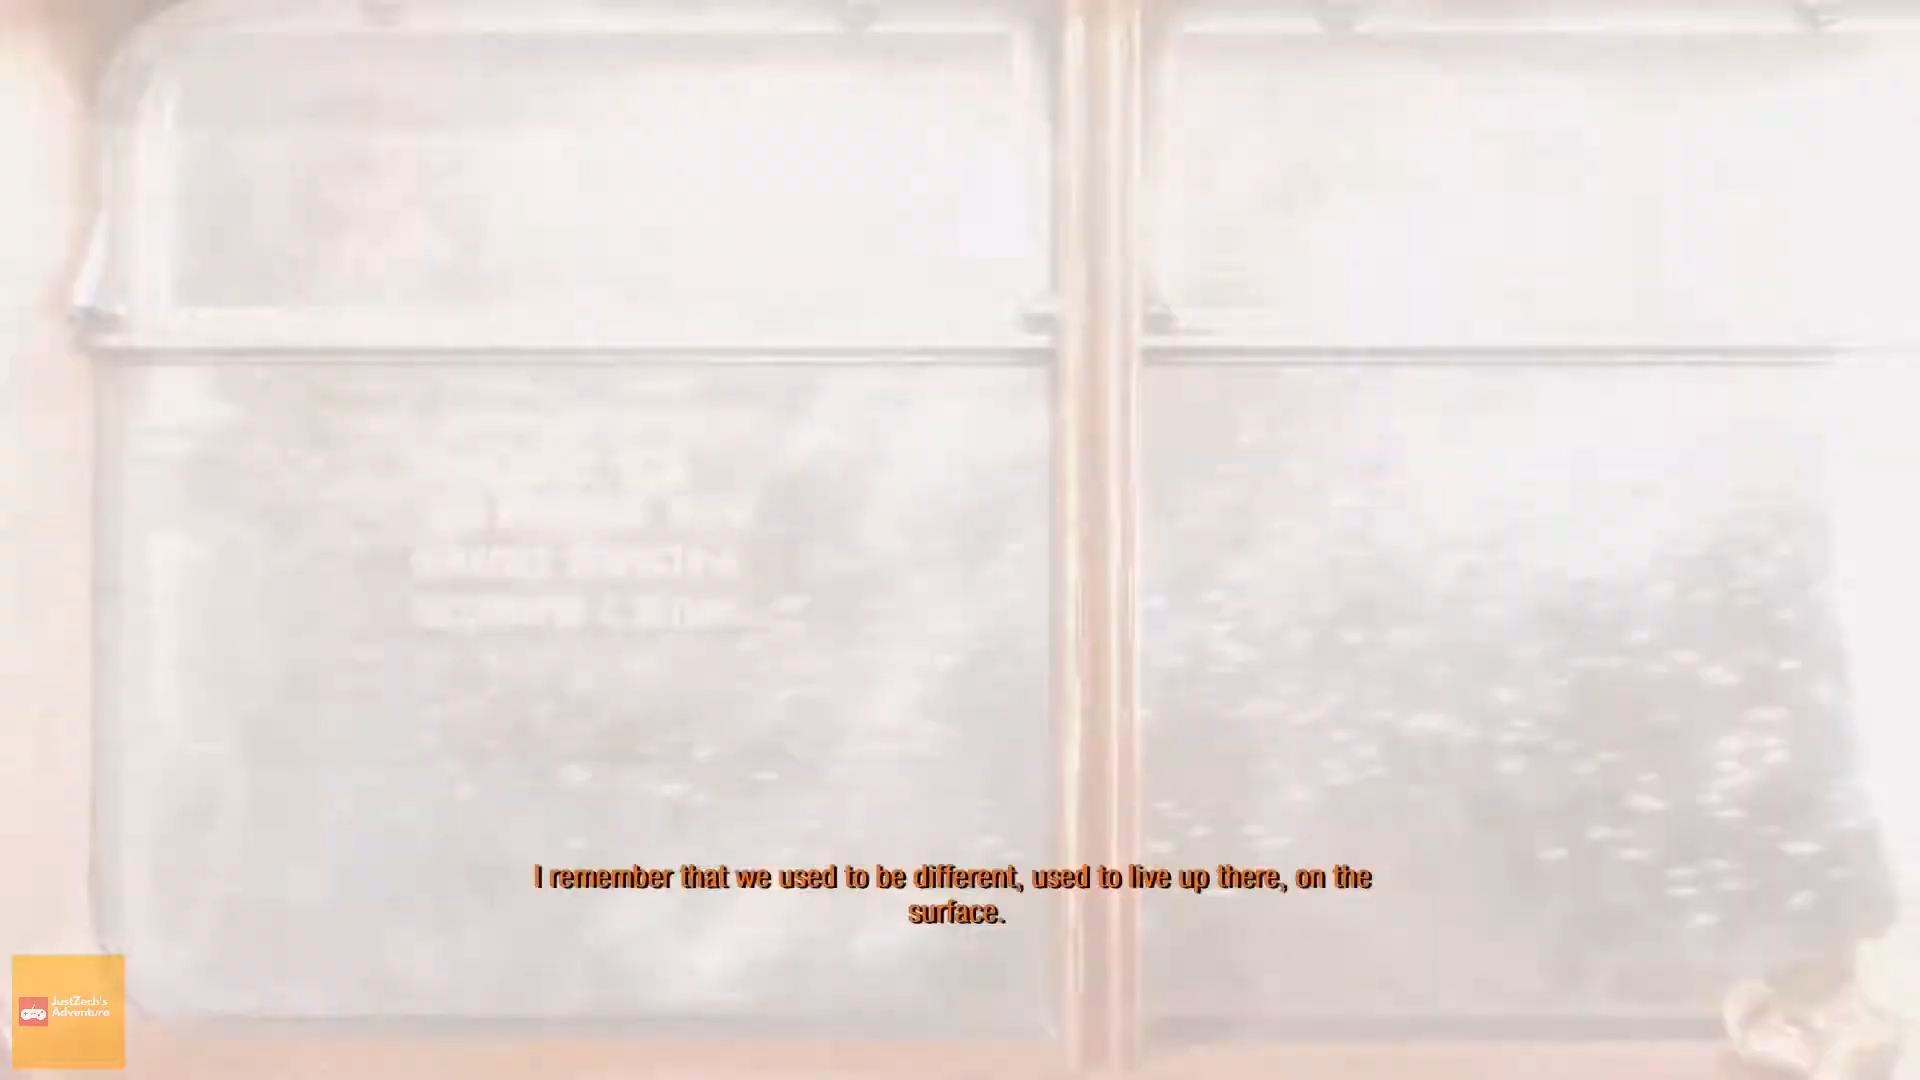 I remember that we used to be different, used to live up there, on the
surface.
JustZech's
Adventure